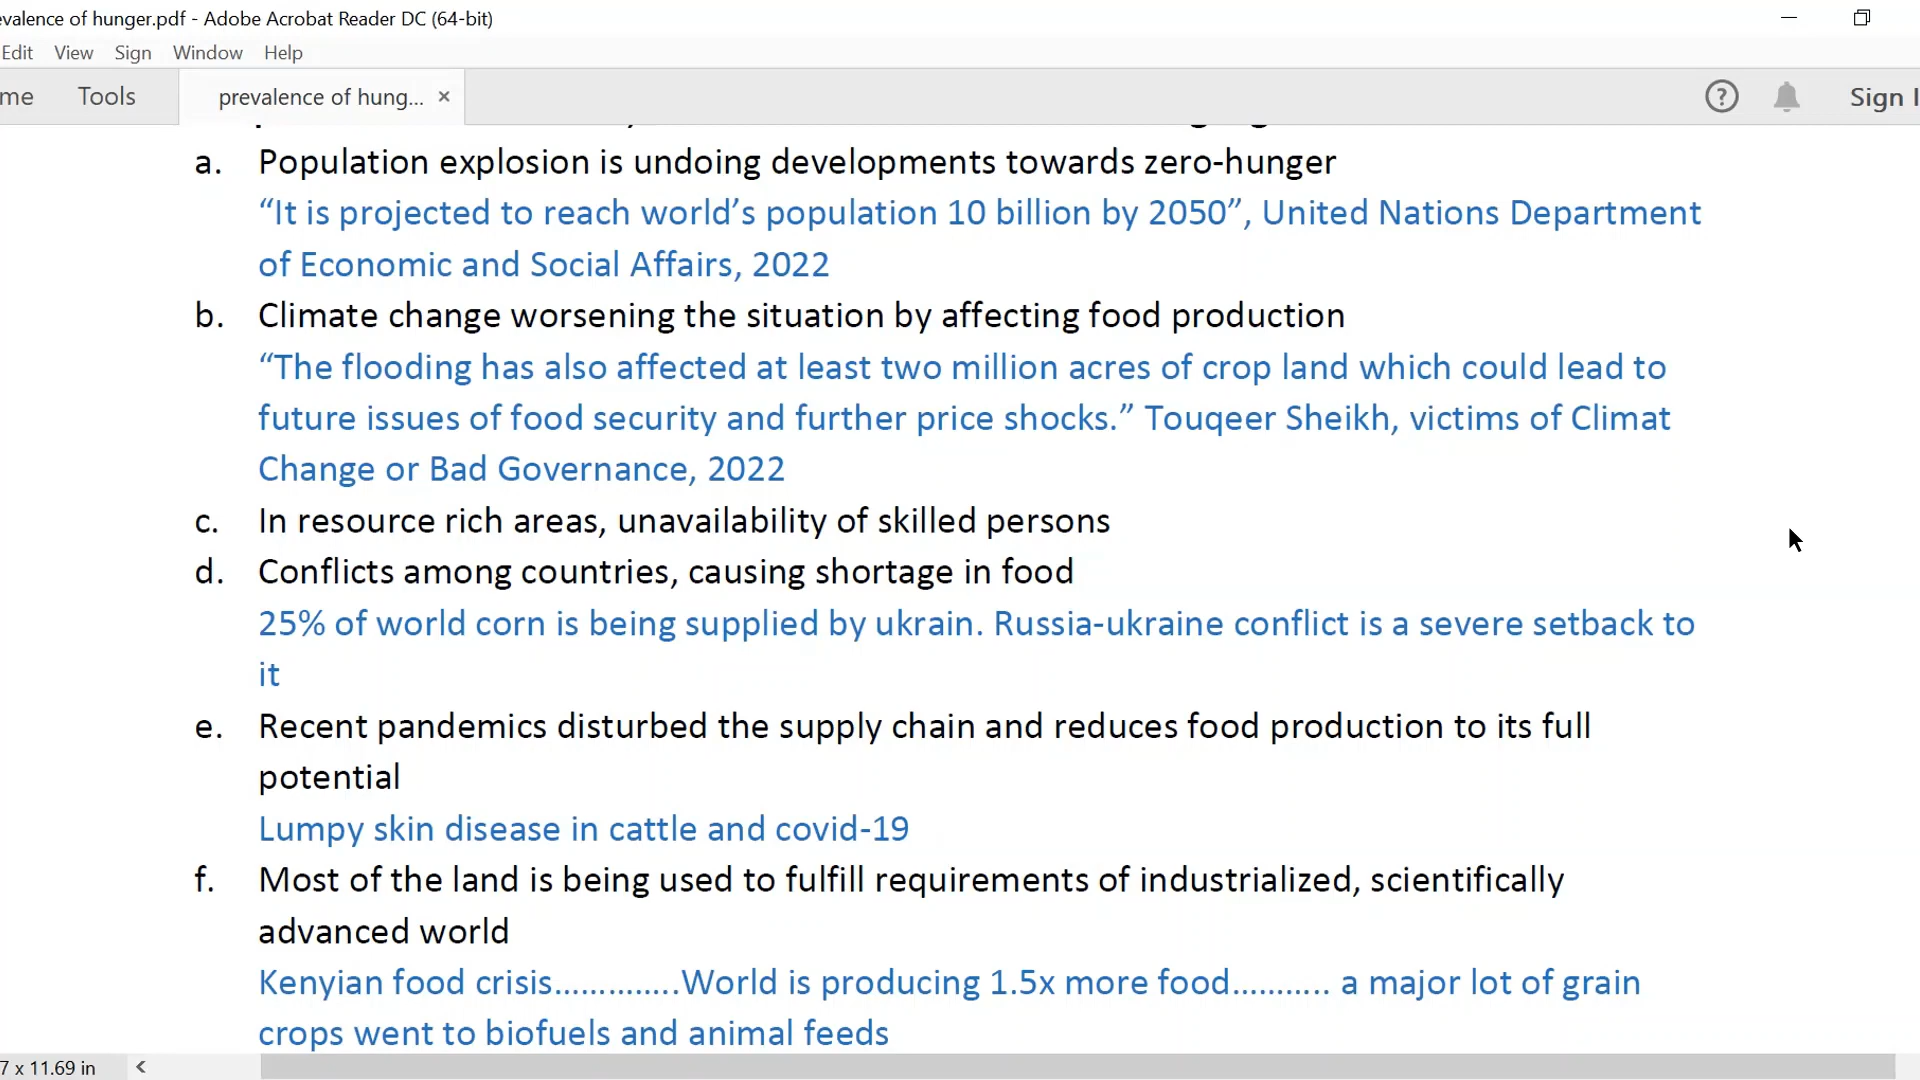 evalence of hunger.pdf - Adobe Acrobat Reader DC (64-bit)
Edit View Sign Window Help
me Tools prevalence of hung... × ? Sign I
a. Population explosion is undoing developments towards zero-hunger
“It is projected to reach world’s population 10 billion by 2050”, United Nations Department
of Economic and Social Affairs, 2022
b. Climate change worsening the situation by affecting food production
“The flooding has also affected at least two million acres of crop land which could lead to
future issues of food security and further price shocks.” Touqeer Sheikh, victims of Climat
Change or Bad Governance, 2022
c. In resource rich areas, unavailability of skilled persons
d. Conflicts among countries, causing shortage in food
25% of world corn is being supplied by ukrain. Russia-ukraine conflict is a severe setback to
it
e. Recent pandemics disturbed the supply chain and reduces food production to its full
potential
Lumpy skin disease in cattle and covid-19
f. Most of the land is being used to fulfill requirements of industrialized, scientifically
advanced world
Kenyian food crisis..............World is producing 1.5x more food........... a major lot of grain
crops went to biofuels and animal feeds
7 x 11.69 in